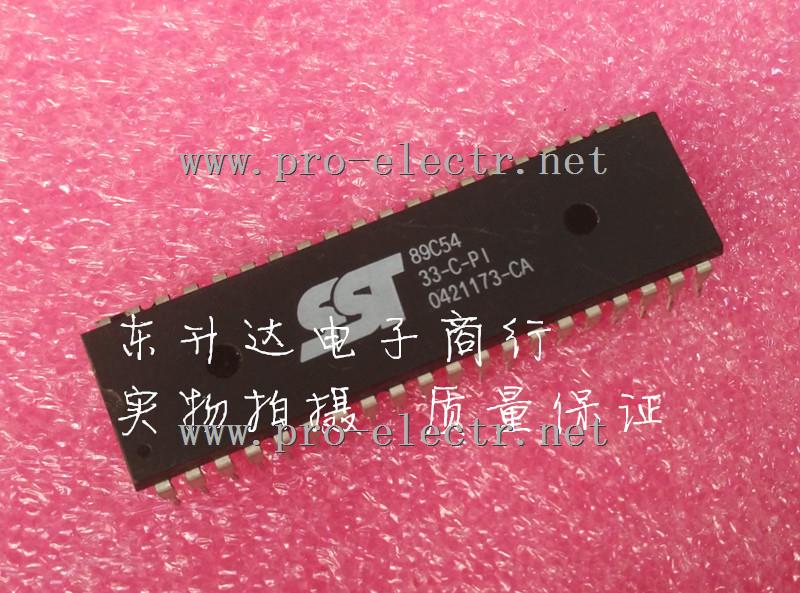 www.pro-electr.net
SST
89C54
33-C-PI
0421173-CA
东升达电子商行
实物拍摄 质量保证
www.pro-electr.net